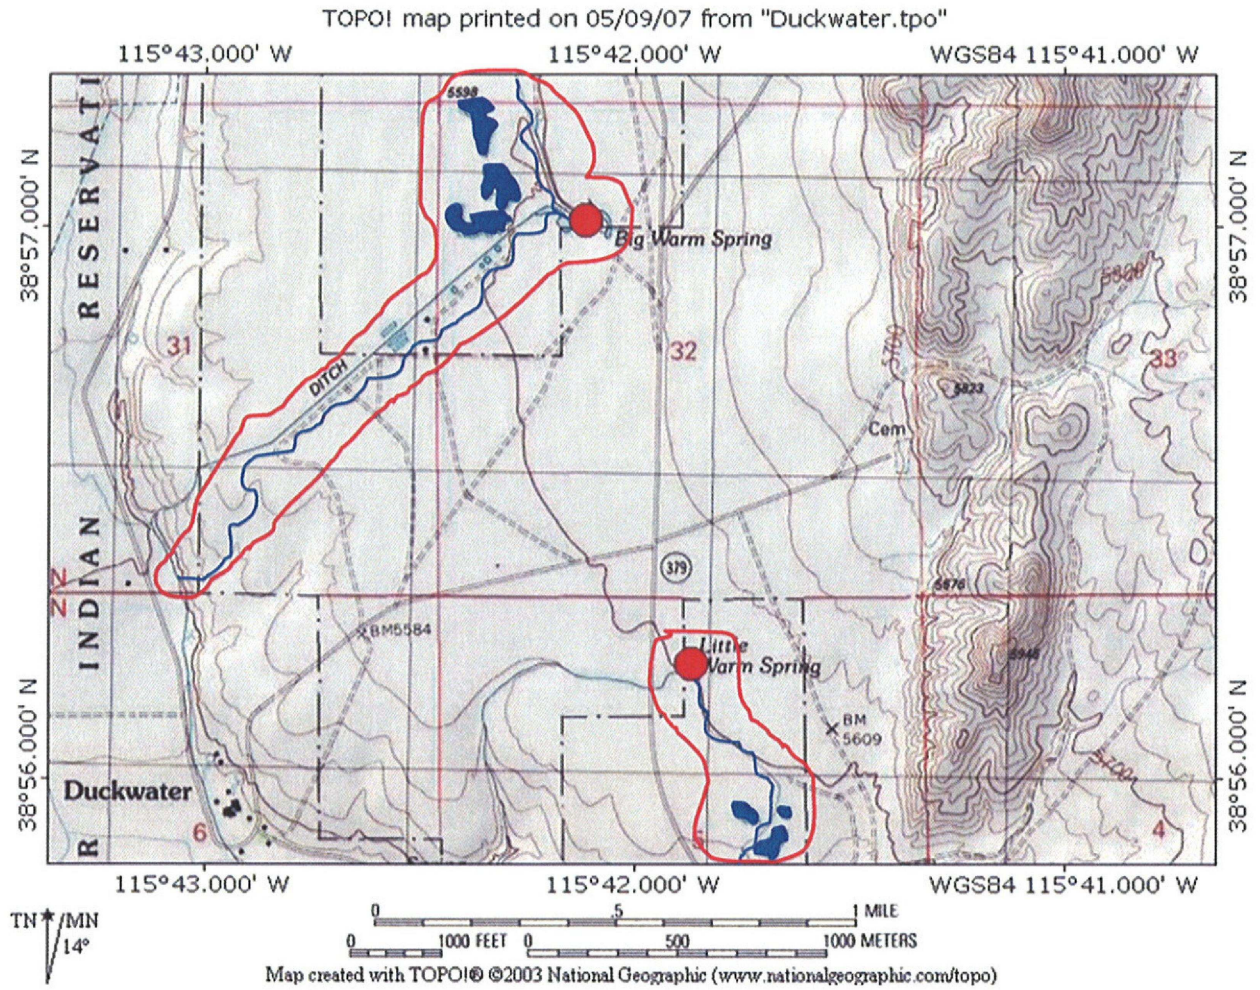 TOPO! map printed on 05/09/07 from "Duckwater.tpo"
115°43.000' W 115°42.000' W WGS84 115°41.000' W
38°57.000' N
38°57.000' N
38°56.000' N
38°56.000' N
INDIAN RESERVATI
R
5598
Big Warm Spring
5800
31
32
33
5700
5823
DITCH
Cem
379
N
N
5876
BM5584
Little
Warm Spring
5945
BM
5609
5700
Duckwater
6
5
4
115°43.000' W 115°42.000' W WGS84 115°41.000' W
TN MN
14°
0 .5 1 MILE
0 1000 FEET 0 500 1000 METERS
Map created with TOPO!® ©2003 National Geographic (www.nationalgeographic.com/topo)